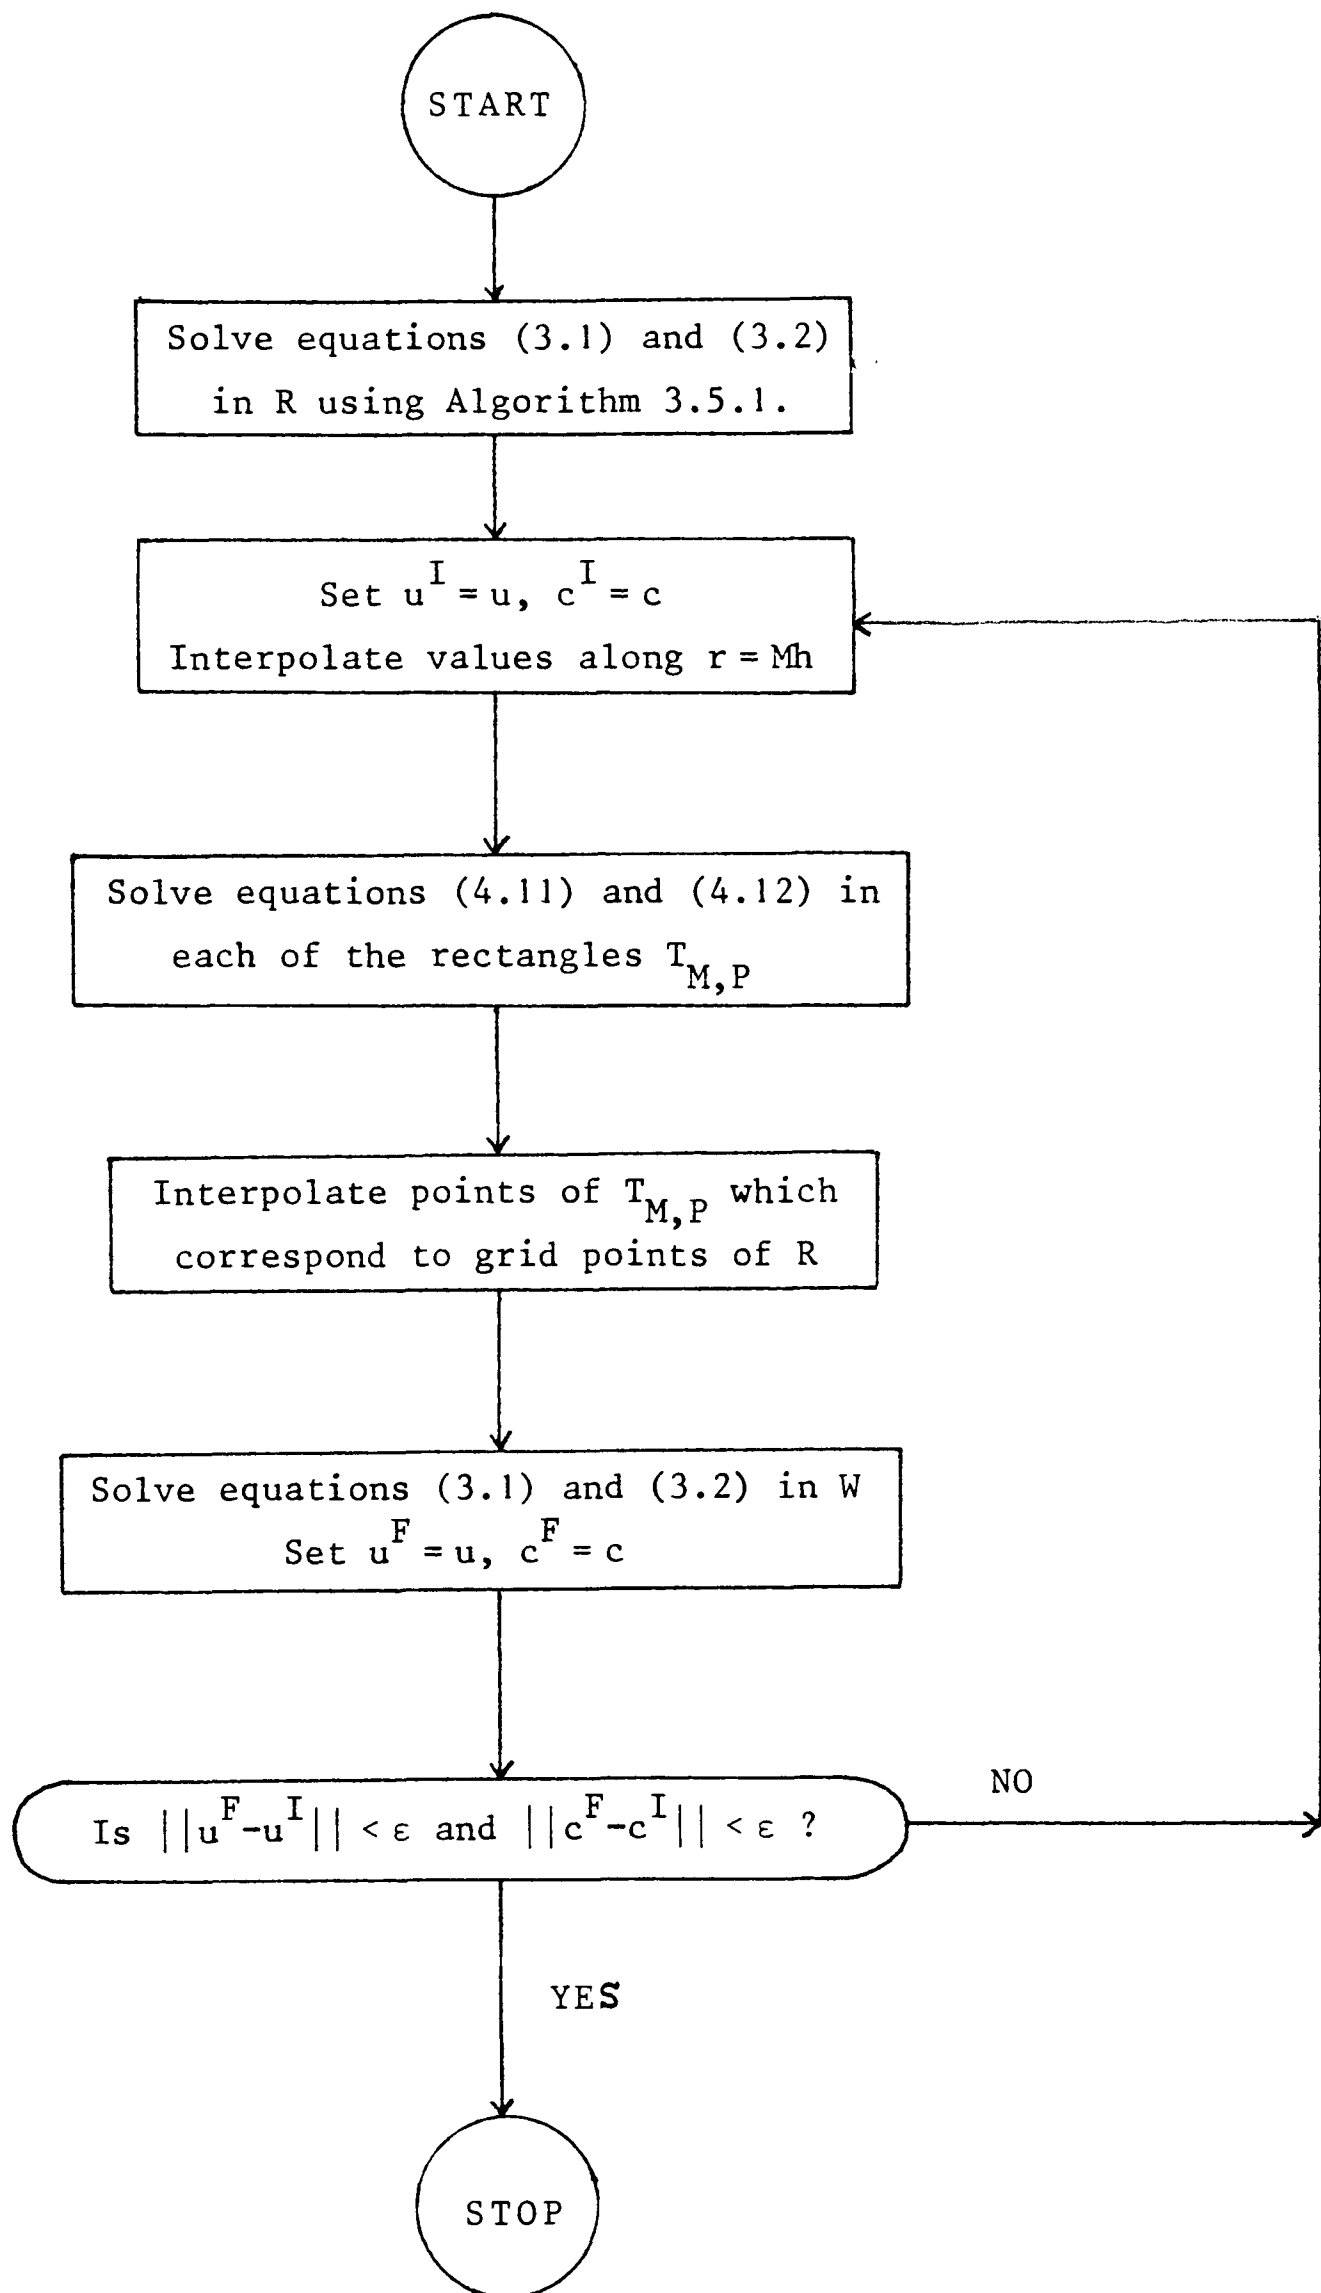 START
Solve equations (3.1) and (3.2)
in R using Algorithm 3.5.1.
Set u^I = u, c^I = c
Interpolate values along r = Mh
Solve equations (4.11) and (4.12) in
each of the rectangles T_{M,P}
Interpolate points of T_{M,P} which
correspond to grid points of R
Solve equations (3.1) and (3.2) in W
Set u^F = u, c^F = c
Is ||u^F-u^I|| < ε and ||c^F-c^I|| < ε ?
NO
YES
STOP